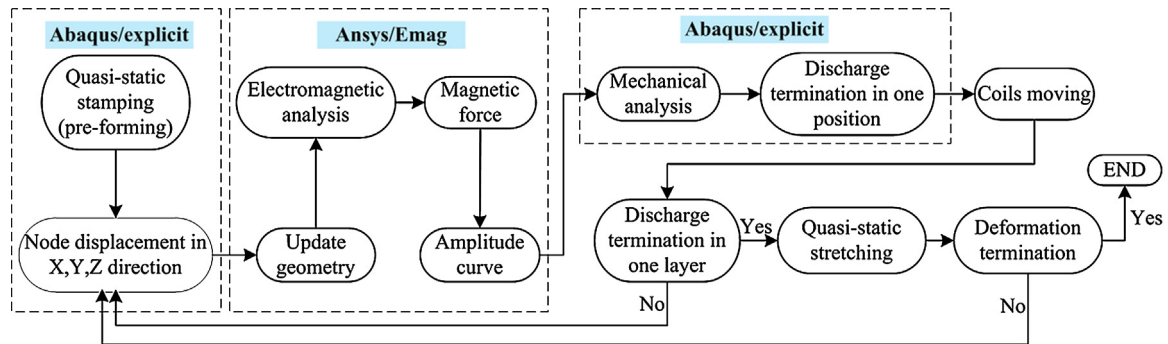 Abaqus/explicit
Quasi-static
stamping
(pre-forming)
Node displacement in
X,Y,Z direction
Ansys/Emag
Electromagnetic
analysis
Magnetic
force
Update
geometry
Amplitude
curve
Abaqus/explicit
Mechanical
analysis
Discharge
termination in one
position
Coils moving
Discharge
termination in
one layer
Yes
No
Quasi-static
stretching
Deformation
termination
Yes
No
END